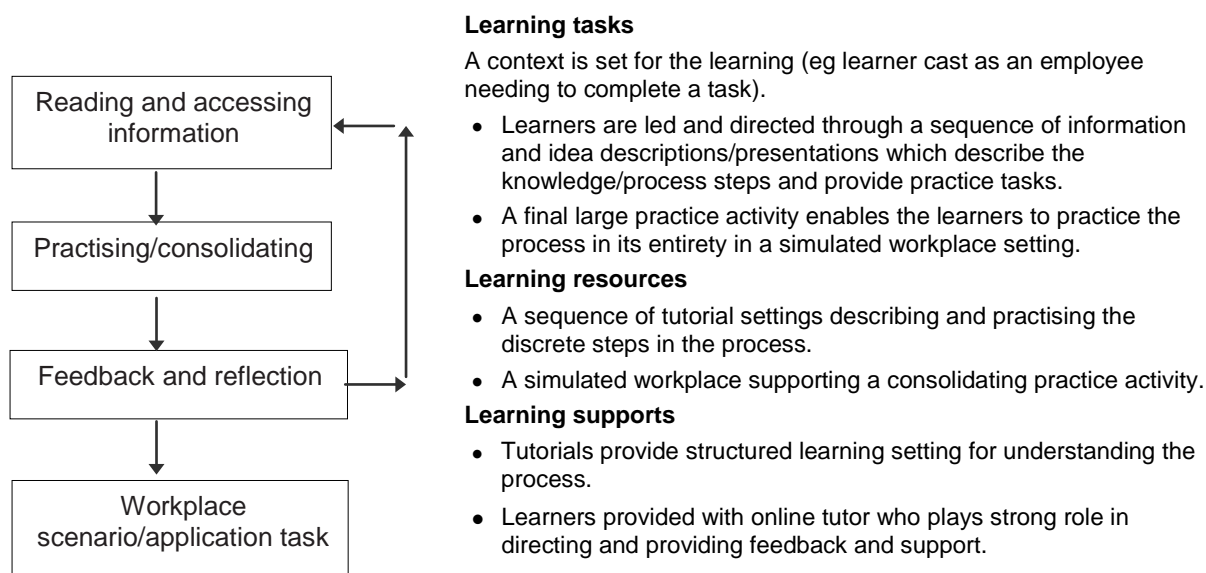 Reading and accessing
information
Practising/consolidating
Feedback and reflection
Workplace
scenario/application task
Learning tasks
A context is set for the learning (eg learner cast as an employee
needing to complete a task).
• Learners are led and directed through a sequence of information
and idea descriptions/presentations which describe the
knowledge/process steps and provide practice tasks.
• A final large practice activity enables the learners to practice the
process in its entirety in a simulated workplace setting.
Learning resources
• A sequence of tutorial settings describing and practising the
discrete steps in the process.
• A simulated workplace supporting a consolidating practice activity.
Learning supports
• Tutorials provide structured learning setting for understanding the
process.
• Learners provided with online tutor who plays strong role in
directing and providing feedback and support.